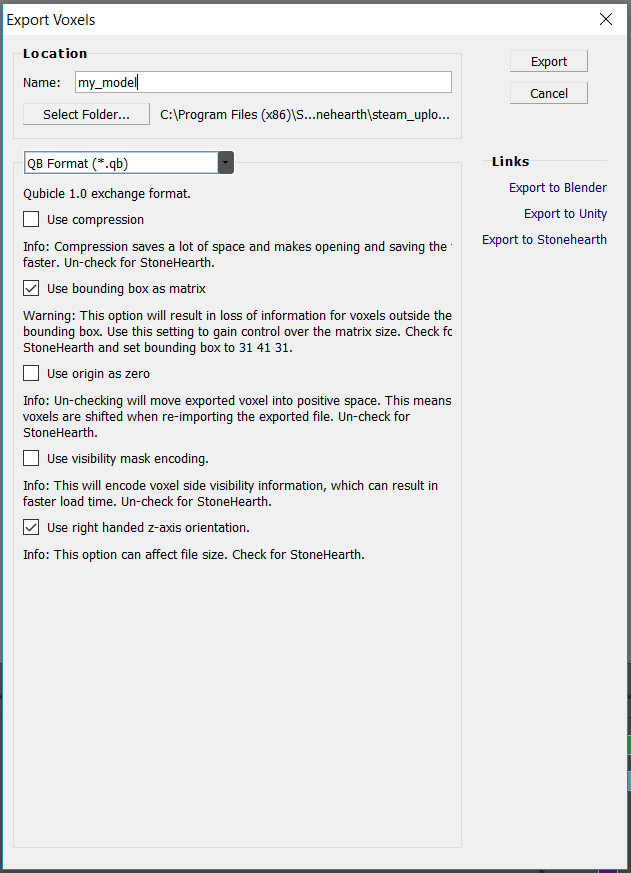 Export Voxels
Location
Name: my_model
Select Folder... C:\Program Files (x86)\S...nehearth\steam_uplo...
Export
Cancel
QB Format (*.qb)
Links
Export to Blender
Export to Unity
Export to Stonehearth
Qubicle 1.0 exchange format.
Use compression
Info: Compression saves a lot of space and makes opening and saving the
faster. Un-check for StoneHearth.
Use bounding box as matrix
Warning: This option will result in loss of information for voxels outside the
bounding box. Use this setting to gain control over the matrix size. Check fo
StoneHearth and set bounding box to 31 41 31.
Use origin as zero
Info: Un-checking will move exported voxel into positive space. This means
voxels are shifted when re-importing the exported file. Un-check for
StoneHearth.
Use visibility mask encoding.
Info: This will encode voxel side visibility information, which can result in
faster load time. Un-check for StoneHearth.
Use right handed z-axis orientation.
Info: This option can affect file size. Check for StoneHearth.